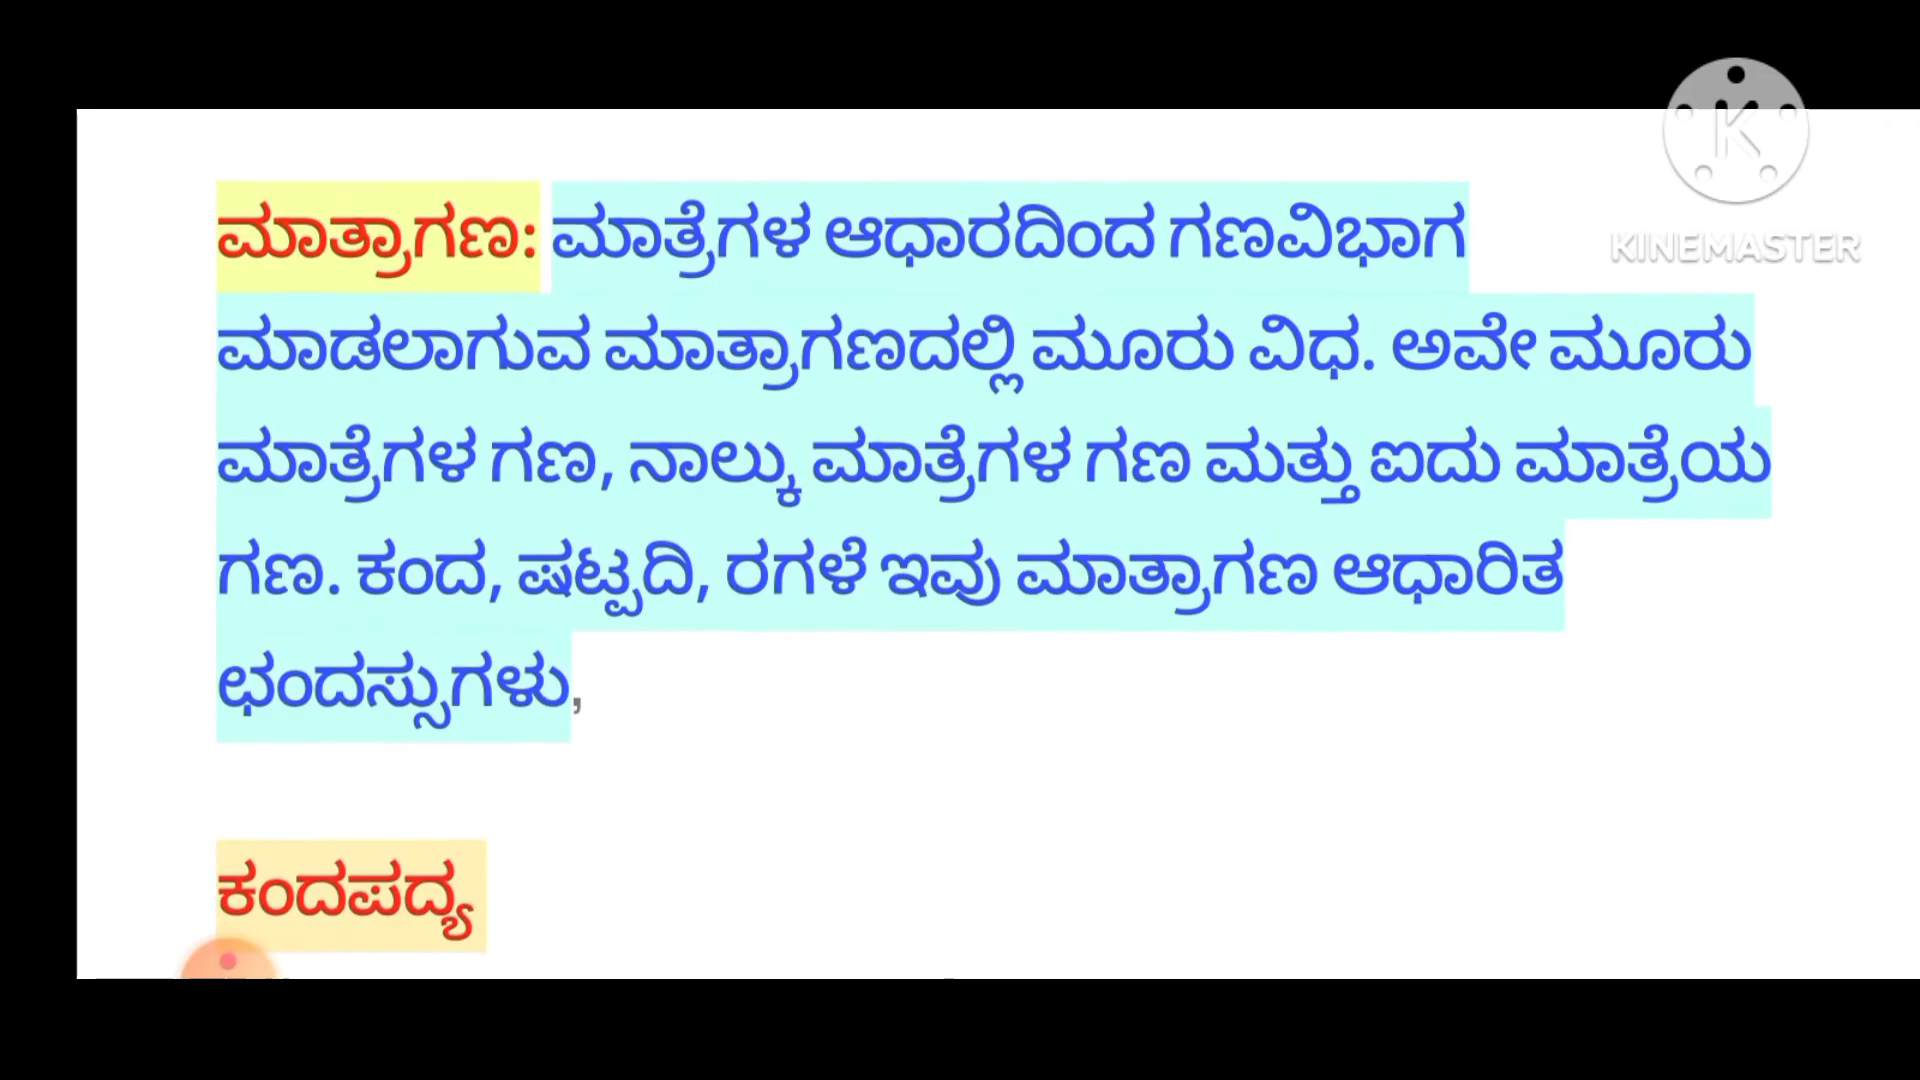 ಮಾತ್ರಾಗಣ: ಮಾತ್ರೆಗಳ ಆಧಾರದಿಂದ ಗಣವಿಭಾಗ
ಮಾಡಲಾಗುವ ಮಾತ್ರಾಗಣದಲ್ಲಿ ಮೂರು ವಿಧ. ಅವೇ ಮೂರು
ಮಾತ್ರೆಗಳ ಗಣ, ನಾಲ್ಕು ಮಾತ್ರೆಗಳ ಗಣ ಮತ್ತು ಐದು ಮಾತ್ರೆಯ
ಗಣ. ಕಂದ, ಷಟ್ಪದಿ, ರಗಳೆ ಇವು ಮಾತ್ರಾಗಣ ಆಧಾರಿತ
ಛಂದಸ್ಸುಗಳು,
ಕಂದಪದ್ಯ
K
KINEMASTER